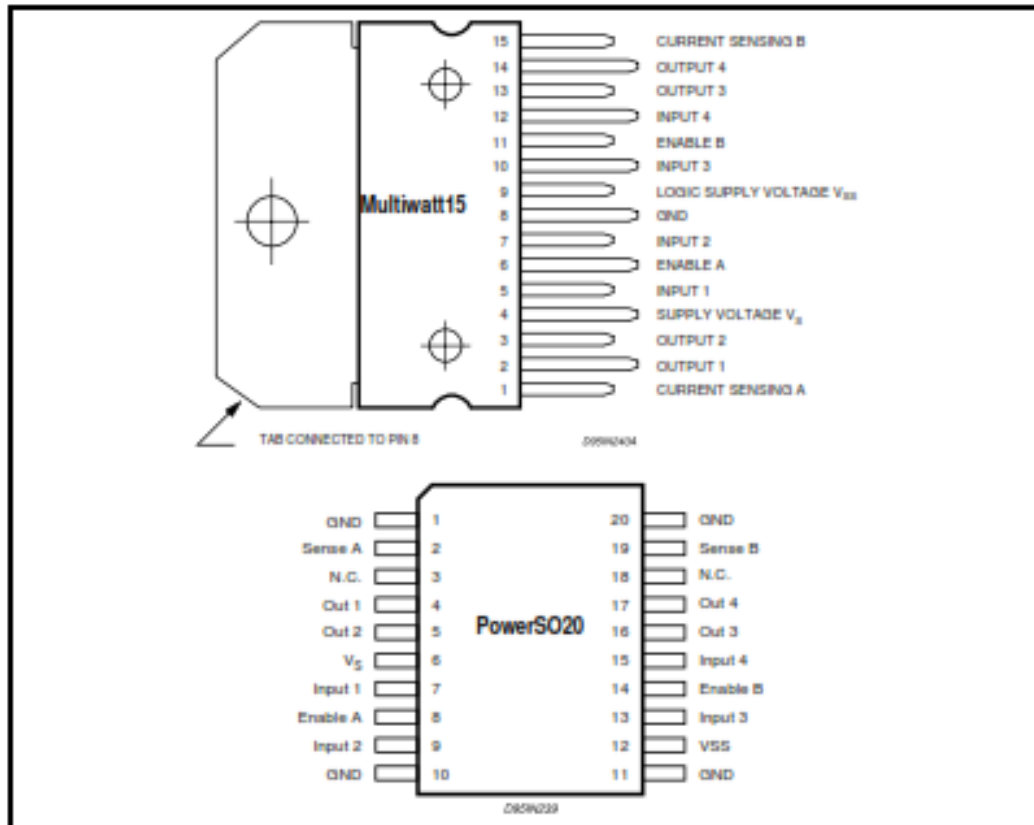 15 CURRENT SENSING B
14 OUTPUT 4
13 OUTPUT 3
12 INPUT 4
11 ENABLE B
10 INPUT 3
9 LOGIC SUPPLY VOLTAGE VSS
Multiwatt15
8 GND
7 INPUT 2
6 ENABLE A
5 INPUT 1
4 SUPPLY VOLTAGE VS
3 OUTPUT 2
2 OUTPUT 1
1 CURRENT SENSING A
TAB CONNECTED TO PIN 8
D95IN240A
GND 1 20 GND
Sense A 2 19 Sense B
N.C. 3 18 N.C.
Out 1 4 17 Out 4
Out 2 5 PowerSO20 16 Out 3
VS 6 15 Input 4
Input 1 7 14 Enable B
Enable A 8 13 Input 3
Input 2 9 12 VSS
GND 10 11 GND
D95IN239